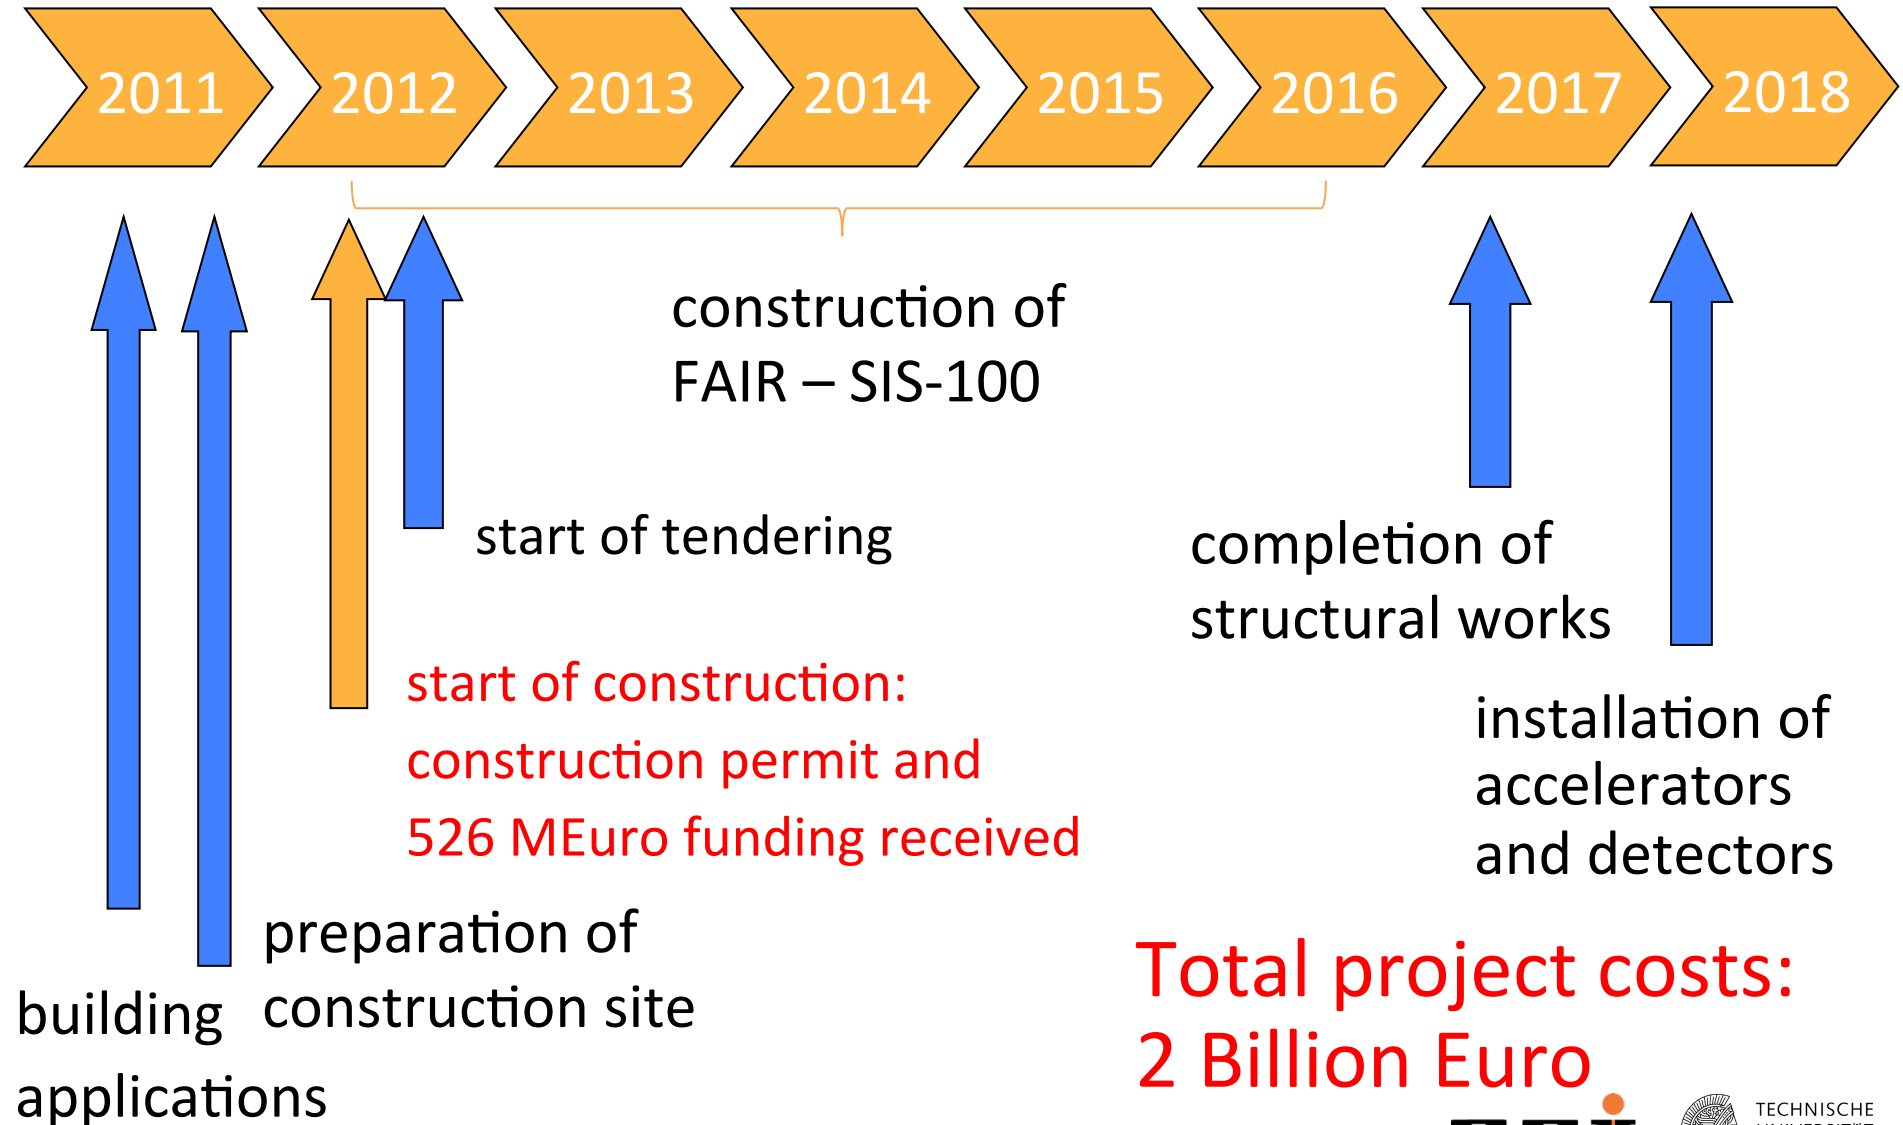 2011 2012 2013 2014 2015 2016 2017 2018
construction of
FAIR – SIS-100
start of tendering
completion of
structural works
start of construction:
construction permit and
526 MEuro funding received
installation of
accelerators
and detectors
preparation of
construction site
building
applications
Total project costs:
2 Billion Euro
TECHNISCHE